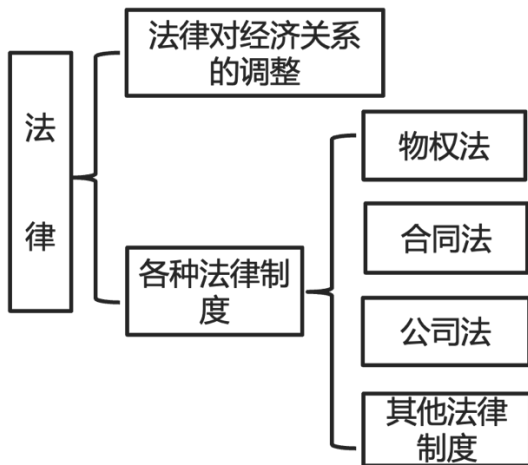 法律
法律对经济关系
的调整
各种法律制
度
物权法
合同法
公司法
其他法律
制度